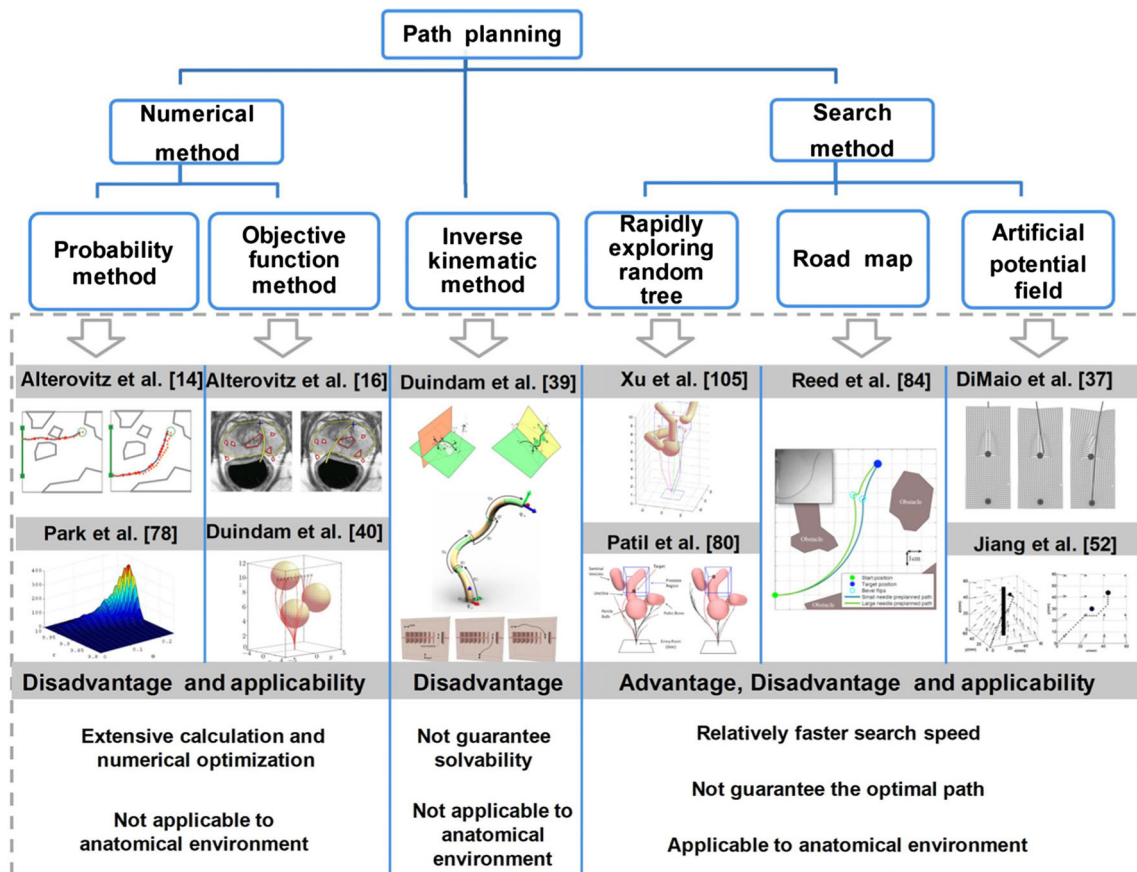 Path planning
Numerical
method
Search
method
Probability
method
Objective
function
method
Inverse
kinematic
method
Rapidly
exploring
random
tree
Road map
Artificial
potential
field
Alterovitz et al. [14]
Alterovitz et al. [16]
Duindam et al. [39]
Xu et al. [105]
Reed et al. [84]
DiMaio et al. [37]
Park et al. [78]
Duindam et al. [40]
Patil et al. [80]
Jiang et al. [52]
Obstacle
Obstacle
Obstacle
1cm
Start position
Target position
Bevel flips
Small needle preplanned path
Large needle preplanned path
Target
Disadvantage and applicability
Disadvantage
Advantage, Disadvantage and applicability
Extensive calculation and
numerical optimization
Not applicable to
anatomical environment
Not guarantee
solvability
Not applicable to
anatomical
environment
Relatively faster search speed
Not guarantee the optimal path
Applicable to anatomical environment